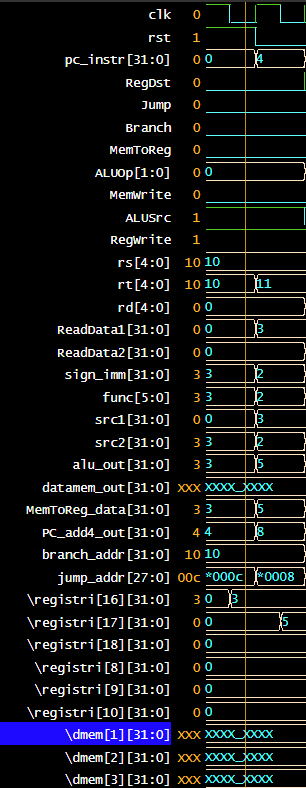 clk 0
rst 1
pc_instr[31:0] 0 0 4
RegDst 0
Jump 0
Branch 0
MemToReg 0
ALUOp[1:0] 0 0
MemWrite 0
ALUSrc 1
RegWrite 1
rs[4:0] 10 10
rt[4:0] 10 10 11
rd[4:0] 0 0
ReadData1[31:0] 0 0 3
ReadData2[31:0] 0 0
sign_imm[31:0] 3 3 2
func[5:0] 3 3 2
src1[31:0] 0 0 3
src2[31:0] 3 3 2
alu_out[31:0] 3 3 5
datamem_out[31:0] XXX XXXX_XXXX
MemToReg_data[31:0] 3 3 5
PC_add4_out[31:0] 4 4 8
branch_addr[31:0] 10 10
jump_addr[27:0] 00c *000c *0008
\registri[16][31:0] 3 0 3
\registri[17][31:0] 0 0 5
\registri[18][31:0] 0 0
\registri[8][31:0] 0 0
\registri[9][31:0] 0 0
\registri[10][31:0] 0 0
\dmem[1][31:0] XXX XXXX_XXXX
\dmem[2][31:0] XXX XXXX_XXXX
\dmem[3][31:0] XXX XXXX_XXXX